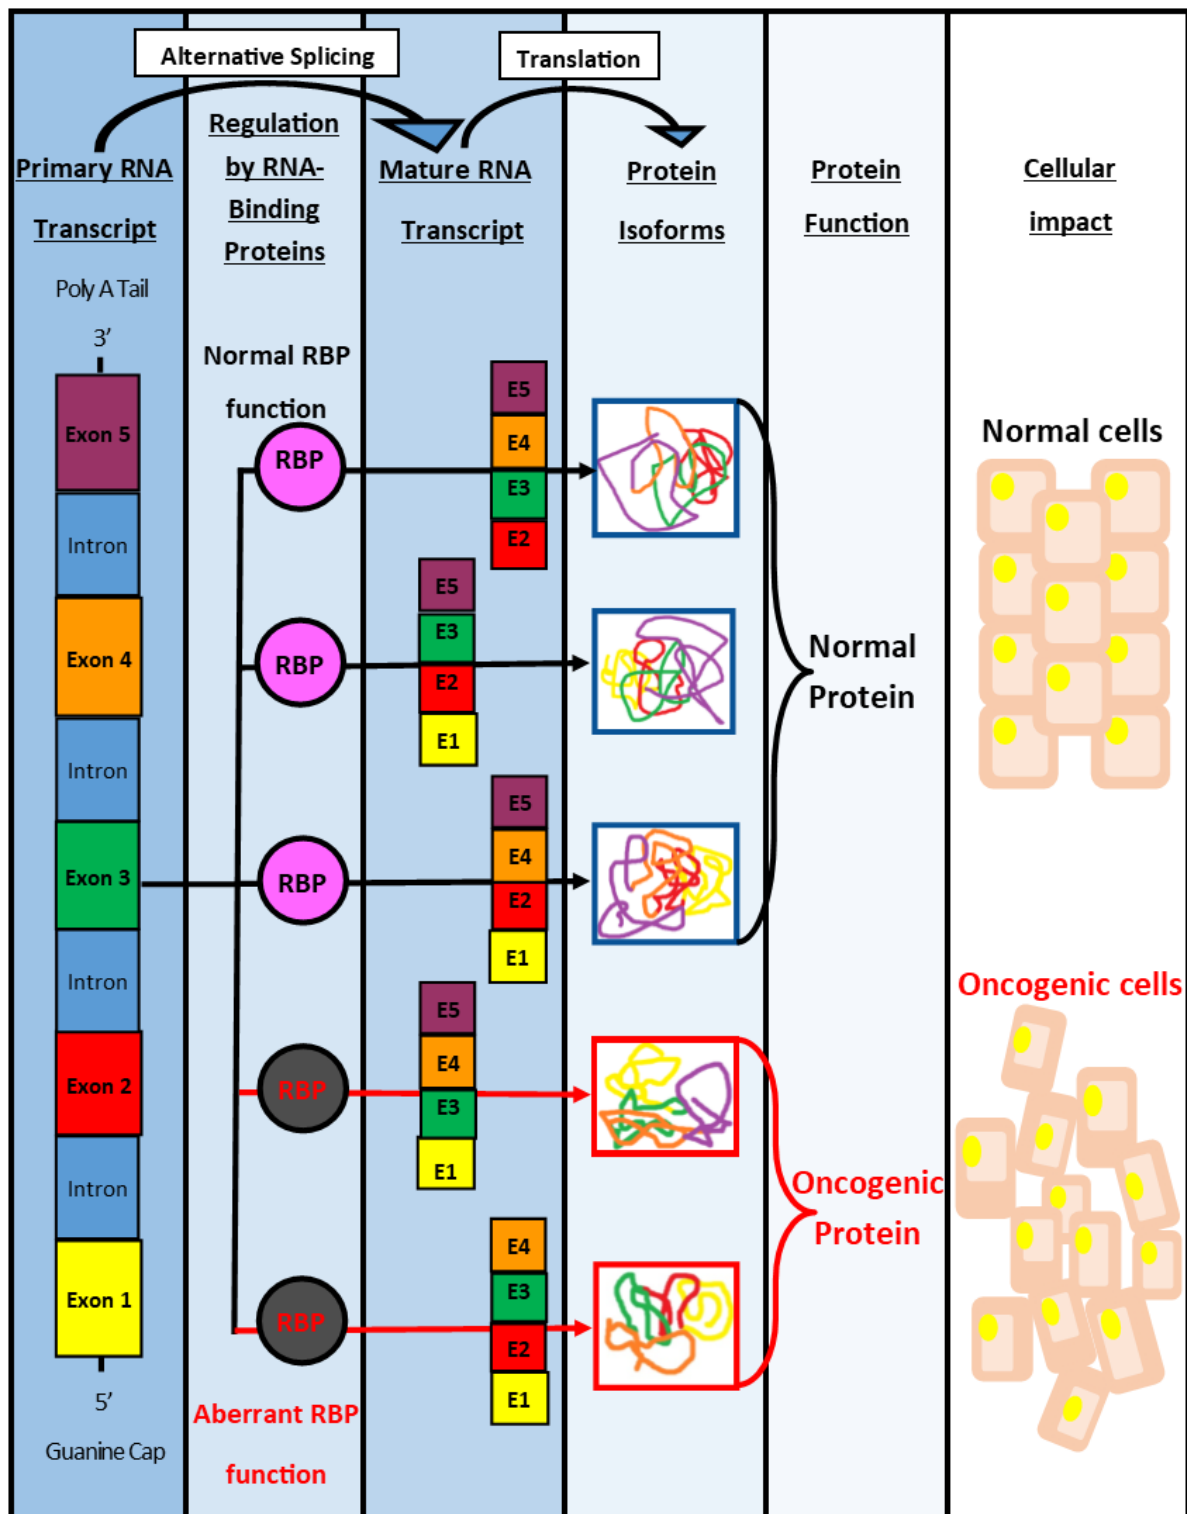 Alternative Splicing
Translation
Primary RNA
Transcript
Regulation
by RNA-
Binding
Proteins
Mature RNA
Transcript
Protein
Isoforms
Protein
Function
Cellular
impact
Poly A Tail
3’
Exon 5
Intron
Exon 4
Intron
Exon 3
Intron
Exon 2
Intron
Exon 1
5’
Guanine Cap
Normal RBP
function
RBP
RBP
RBP
RBP
RBP
Aberrant RBP
function
E5
E4
E3
E2
E5
E3
E2
E1
E5
E4
E2
E1
E5
E4
E3
E1
E4
E3
E2
E1
Normal
Protein
Oncogenic
Protein
Normal cells
Oncogenic cells